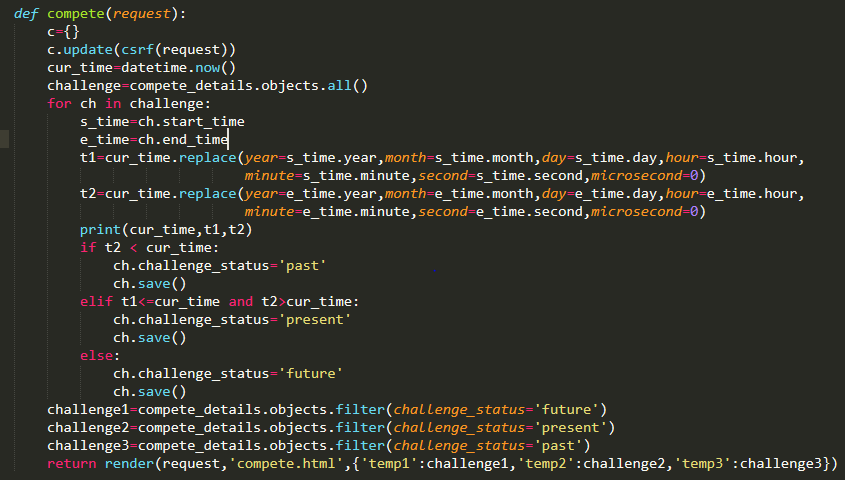 def compete(request):
    c={}
    c.update(csrf(request))
    cur_time=datetime.now()
    challenge=compete_details.objects.all()
    for ch in challenge:
        s_time=ch.start_time
        e_time=ch.end_time
        t1=cur_time.replace(year=s_time.year,month=s_time.month,day=s_time.day,hour=s_time.hour,
                            minute=s_time.minute,second=s_time.second,microsecond=0)
        t2=cur_time.replace(year=e_time.year,month=e_time.month,day=e_time.day,hour=e_time.hour,
                            minute=e_time.minute,second=e_time.second,microsecond=0)
        print(cur_time,t1,t2)
        if t2 < cur_time:
            ch.challenge_status='past'
            ch.save()
        elif t1<=cur_time and t2>cur_time:
            ch.challenge_status='present'
            ch.save()
        else:
            ch.challenge_status='future'
            ch.save()
    challenge1=compete_details.objects.filter(challenge_status='future')
    challenge2=compete_details.objects.filter(challenge_status='present')
    challenge3=compete_details.objects.filter(challenge_status='past')
    return render(request,'compete.html',{'temp1':challenge1,'temp2':challenge2,'temp3':challenge3})